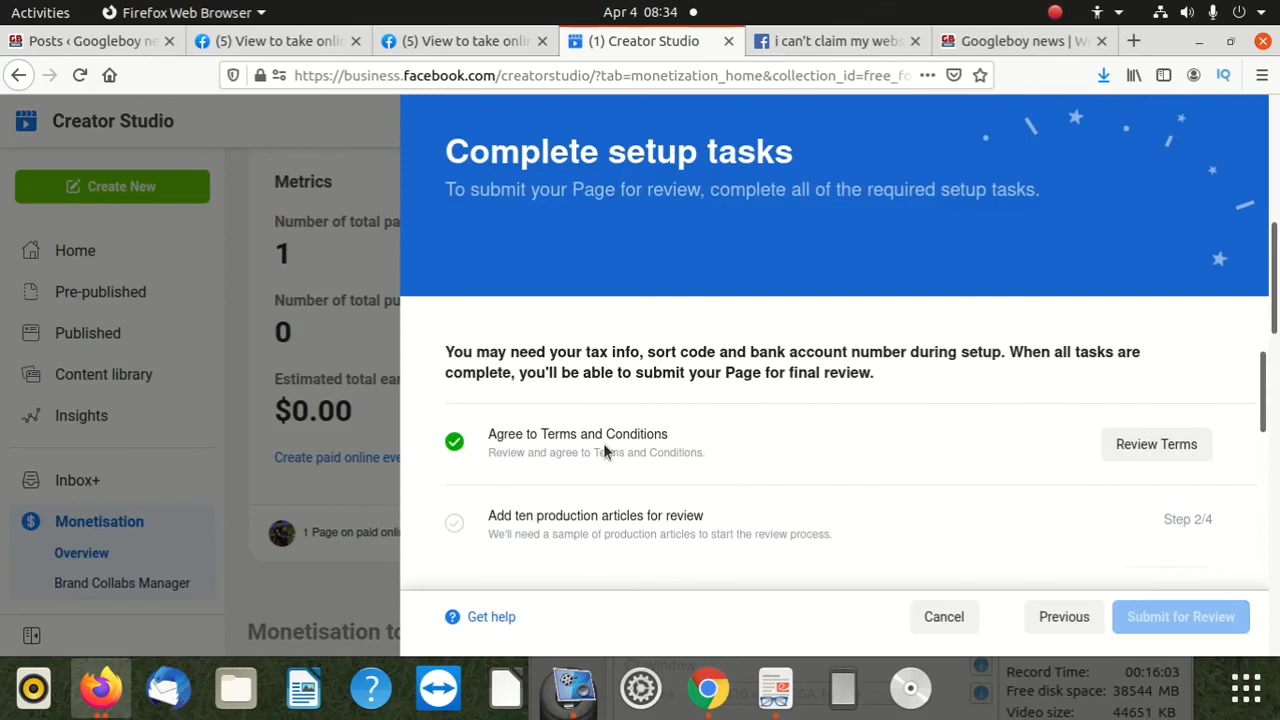 Activities
Firefox Web Browser
Apr 4 08:34
Posts ‹ Googleboy ne
(5) View to take onli
(5) View to take onli
(1) Creator Studio
i can't claim my webs
Googleboy news | W
https://business.facebook.com/creatorstudio/?tab=monetization_home&collection_id=free_fo
IQ
Creator Studio
Create New
Home
Pre-published
Published
Content library
Insights
Inbox+
Monetisation
Overview
Brand Collabs Manager
Metrics
Number of total pa
1
Number of total pu
0
Estimated total ear
$0.00
Create paid online eve
1 Page on paid onli
Monetisation to
Complete setup tasks
To submit your Page for review, complete all of the required setup tasks.
You may need your tax info, sort code and bank account number during setup. When all tasks are
complete, you'll be able to submit your Page for final review.
Agree to Terms and Conditions
Review and agree to Terms and Conditions.
Review Terms
Add ten production articles for review
We'll need a sample of production articles to start the review process.
Step 2/4
Get help
Cancel
Previous
Submit for Review
Window
Record Time: 00:16:03
Free disk space: 38544 MB
Video size: 44651 KB